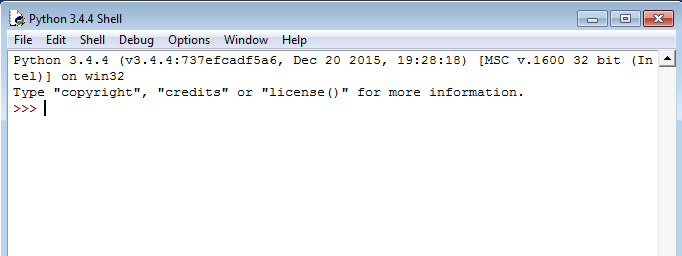 Python 3.4.4 Shell
File Edit Shell Debug Options Window Help
Python 3.4.4 (v3.4.4:737efcadf5a6, Dec 20 2015, 19:28:18) [MSC v.1600 32 bit (In
tel)] on win32
Type "copyright", "credits" or "license()" for more information.
>>>